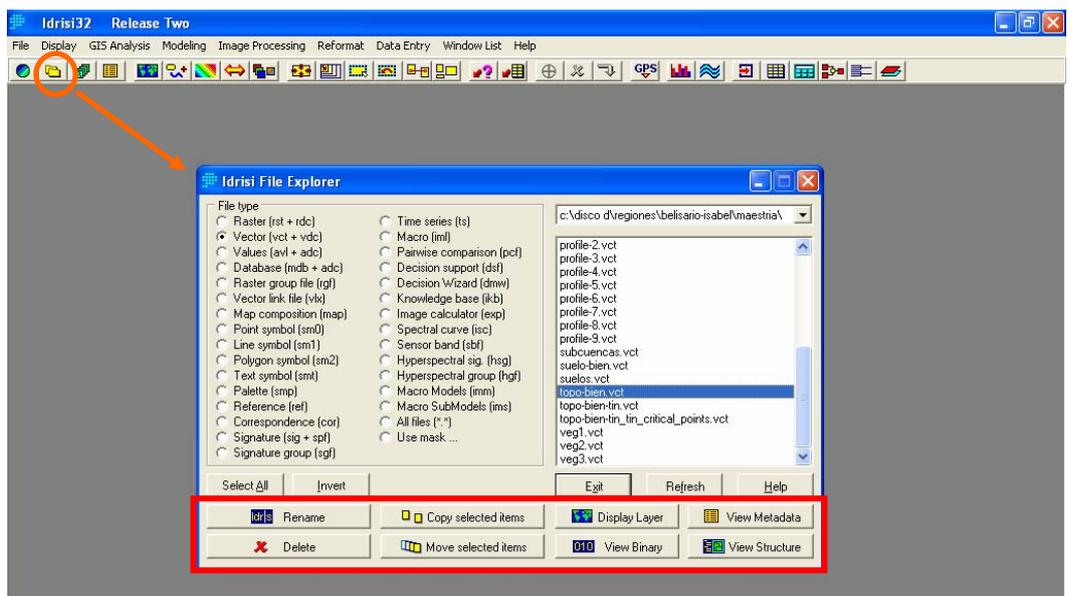 Idrisi32 Release Two
File Display GIS Analysis Modeling Image Processing Reformat Data Entry Window List Help
GPS
Idrisi File Explorer
File type
Raster (rst + rdc)
Vector (vct + vdc)
Values (avl + adc)
Database (mdb + adc)
Raster group file (rgf)
Vector link file (vlx)
Map composition (map)
Point symbol (sm0)
Line symbol (sm1)
Polygon symbol (sm2)
Text symbol (smt)
Palette (smp)
Reference (ref)
Correspondence (cor)
Signature (sig + spf)
Signature group (sgf)
Time series (ts)
Macro (iml)
Pairwise comparison (pcf)
Decision support (dsf)
Decision Wizard (dmw)
Knowledge base (ikb)
Image calculator (exp)
Spectral curve (isc)
Sensor band (sbf)
Hyperspectral sig. (hsg)
Hyperspectral group (hgf)
Macro Models (imm)
Macro SubModels (ims)
All files (*.*)
Use mask ...
c:\disco d\regiones\belisario-isabel\maestria\
profile-2.vct
profile-3.vct
profile-4.vct
profile-5.vct
profile-6.vct
profile-7.vct
profile-8.vct
profile-9.vct
subcuencas.vct
suelo-bien.vct
suelos.vct
topo-bien.vct
topo-bien-tin.vct
topo-bien-tin_tin_critical_points.vct
veg1.vct
veg2.vct
veg3.vct
Select All Invert Exit Refresh Help
Idris Rename Copy selected items Display Layer View Metadata
Delete Move selected items 010 View Binary View Structure